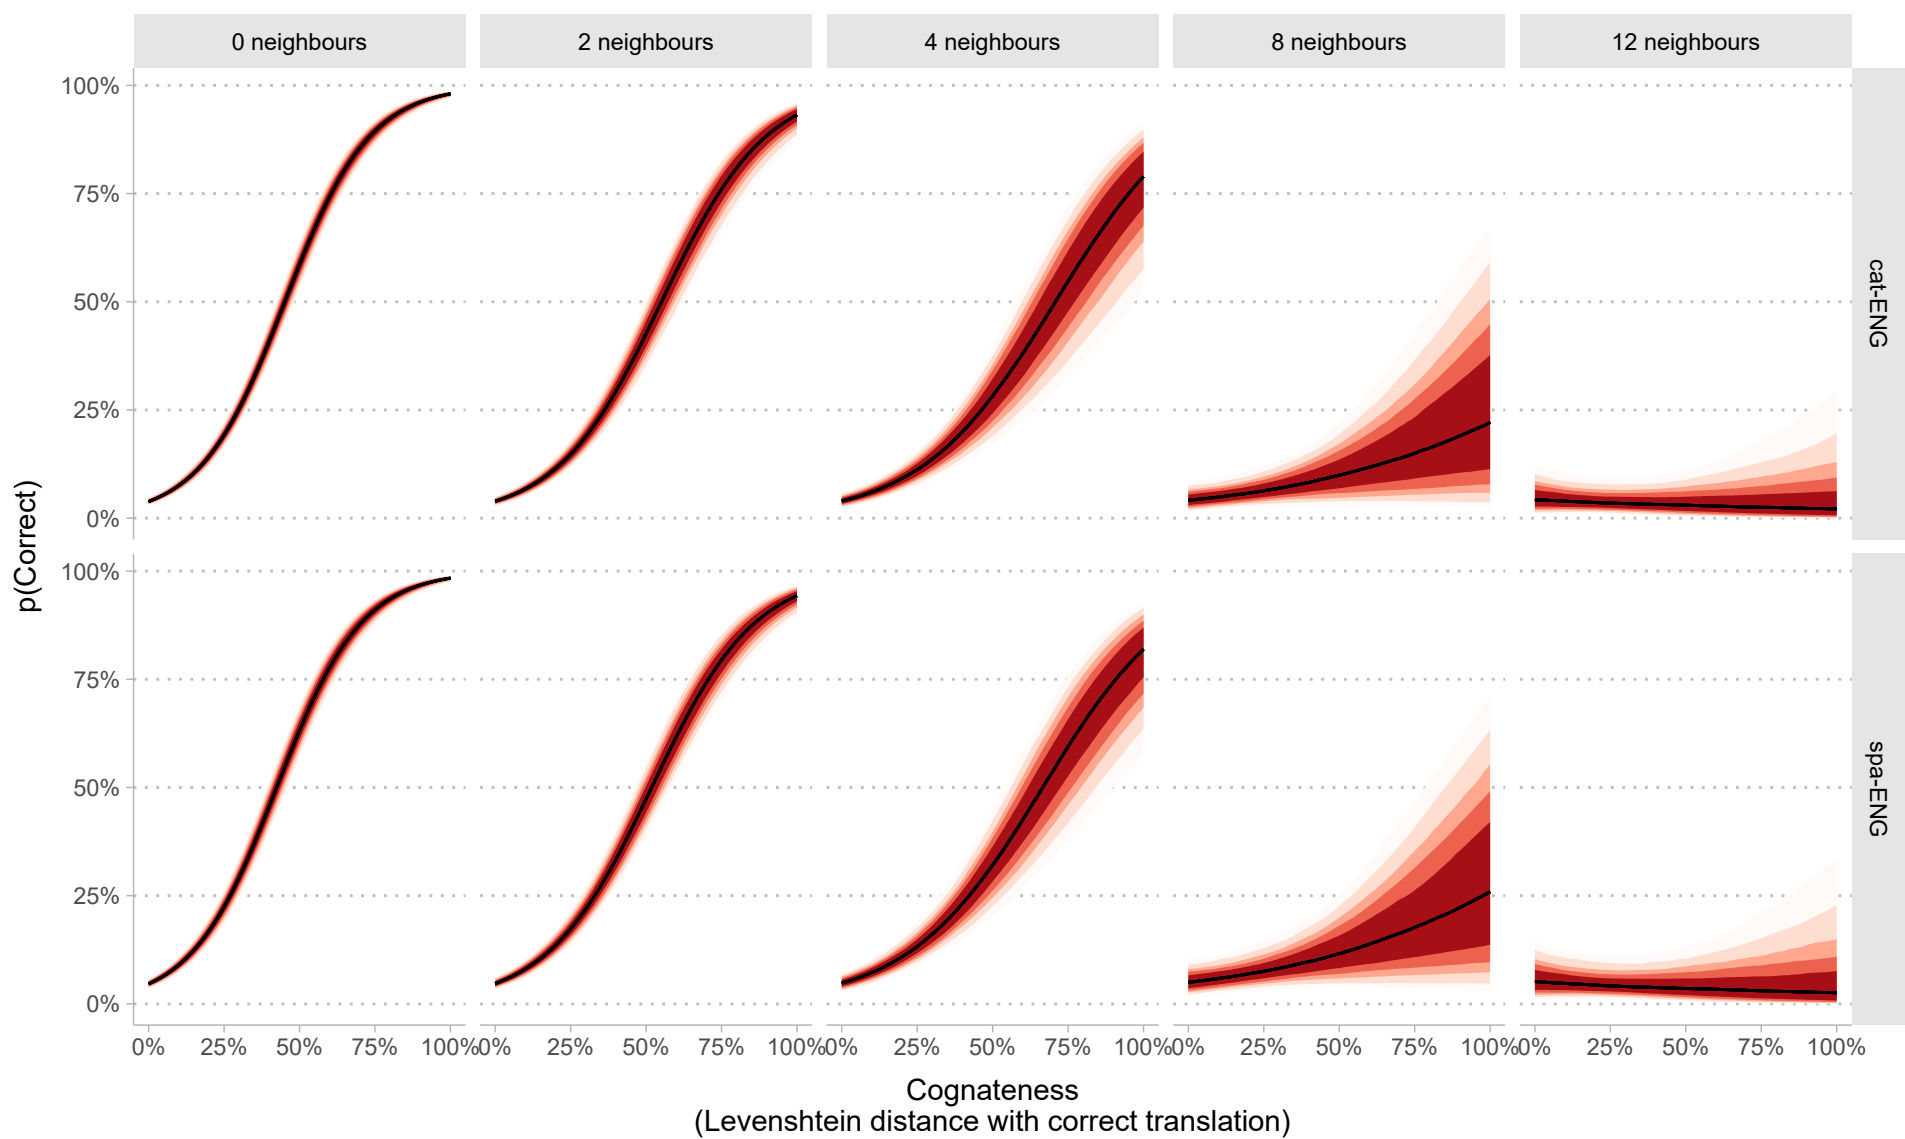 0 neighbours
2 neighbours
4 neighbours
8 neighbours
12 neighbours
100%
75%
50%
25%
0%
cat-ENG
100%
75%
50%
25%
0%
spa-ENG
p(Correct)
0% 25% 50% 75% 100%
0% 25% 50% 75% 100%
0% 25% 50% 75% 100%
0% 25% 50% 75% 100%
0% 25% 50% 75% 100%
Cognateness
(Levenshtein distance with correct translation)